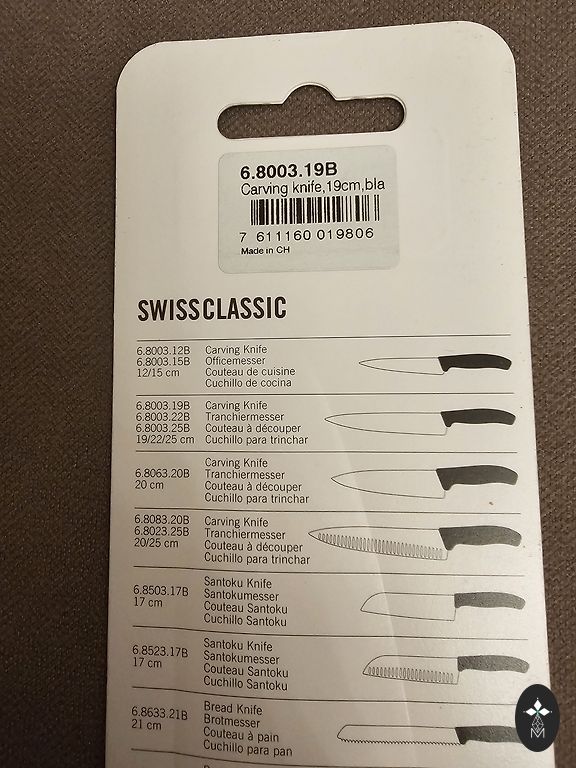 6.8003.19B
Carving knife,19cm,bla
7 611160 019806
Made in CH
SWISSCLASSIC
6.8003.12B Carving Knife
6.8003.15B Officemesser
12/15 cm Couteau de cuisine
Cuchillo de cocina
6.8003.19B Carving Knife
6.8003.22B Tranchiermesser
6.8003.25B Couteau à découper
19/22/25 cm Cuchillo para trinchar
Carving Knife
6.8063.20B Tranchiermesser
20 cm Couteau à découper
Cuchillo para trinchar
6.8083.20B Carving Knife
6.8023.25B Tranchiermesser
20/25 cm Couteau à découper
Cuchillo para trinchar
Santoku Knife
6.8503.17B Santokumesser
17 cm Couteau Santoku
Cuchillo Santoku
Santoku Knife
6.8523.17B Santokumesser
17 cm Couteau Santoku
Cuchillo Santoku
Bread Knife
6.8633.21B Brotmesser
21 cm Couteau à pain
Cuchillo para pan